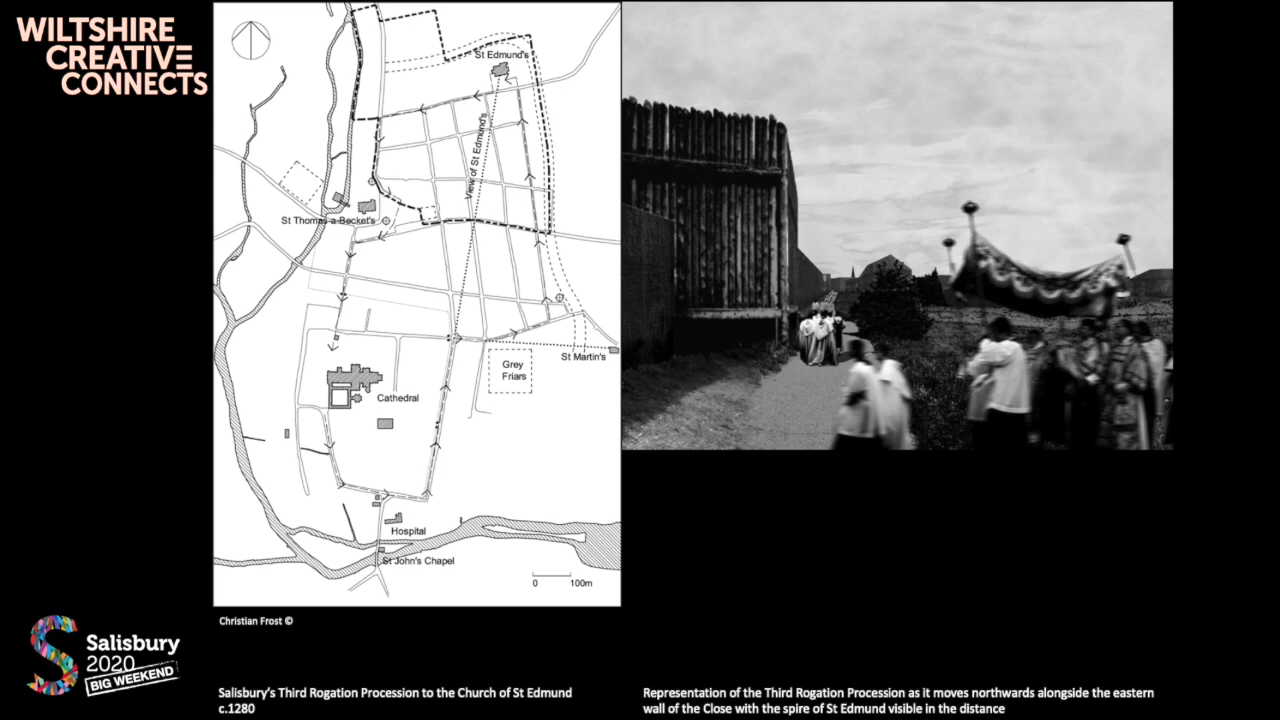 WILTSHIRE
CREATIVE
CONNECTS
St Edmund's
View of St Edmund's
St Thomas a Becket's
St Martin's
Grey
Friars
Cathedral
Hospital
St John's Chapel
0 100m
Christian Frost ©
Salisbury
2020
BIG WEEKEND
Salisbury's Third Rogation Procession to the Church of St Edmund
c.1280
Representation of the Third Rogation Procession as it moves northwards alongside the eastern
wall of the Close with the spire of St Edmund visible in the distance